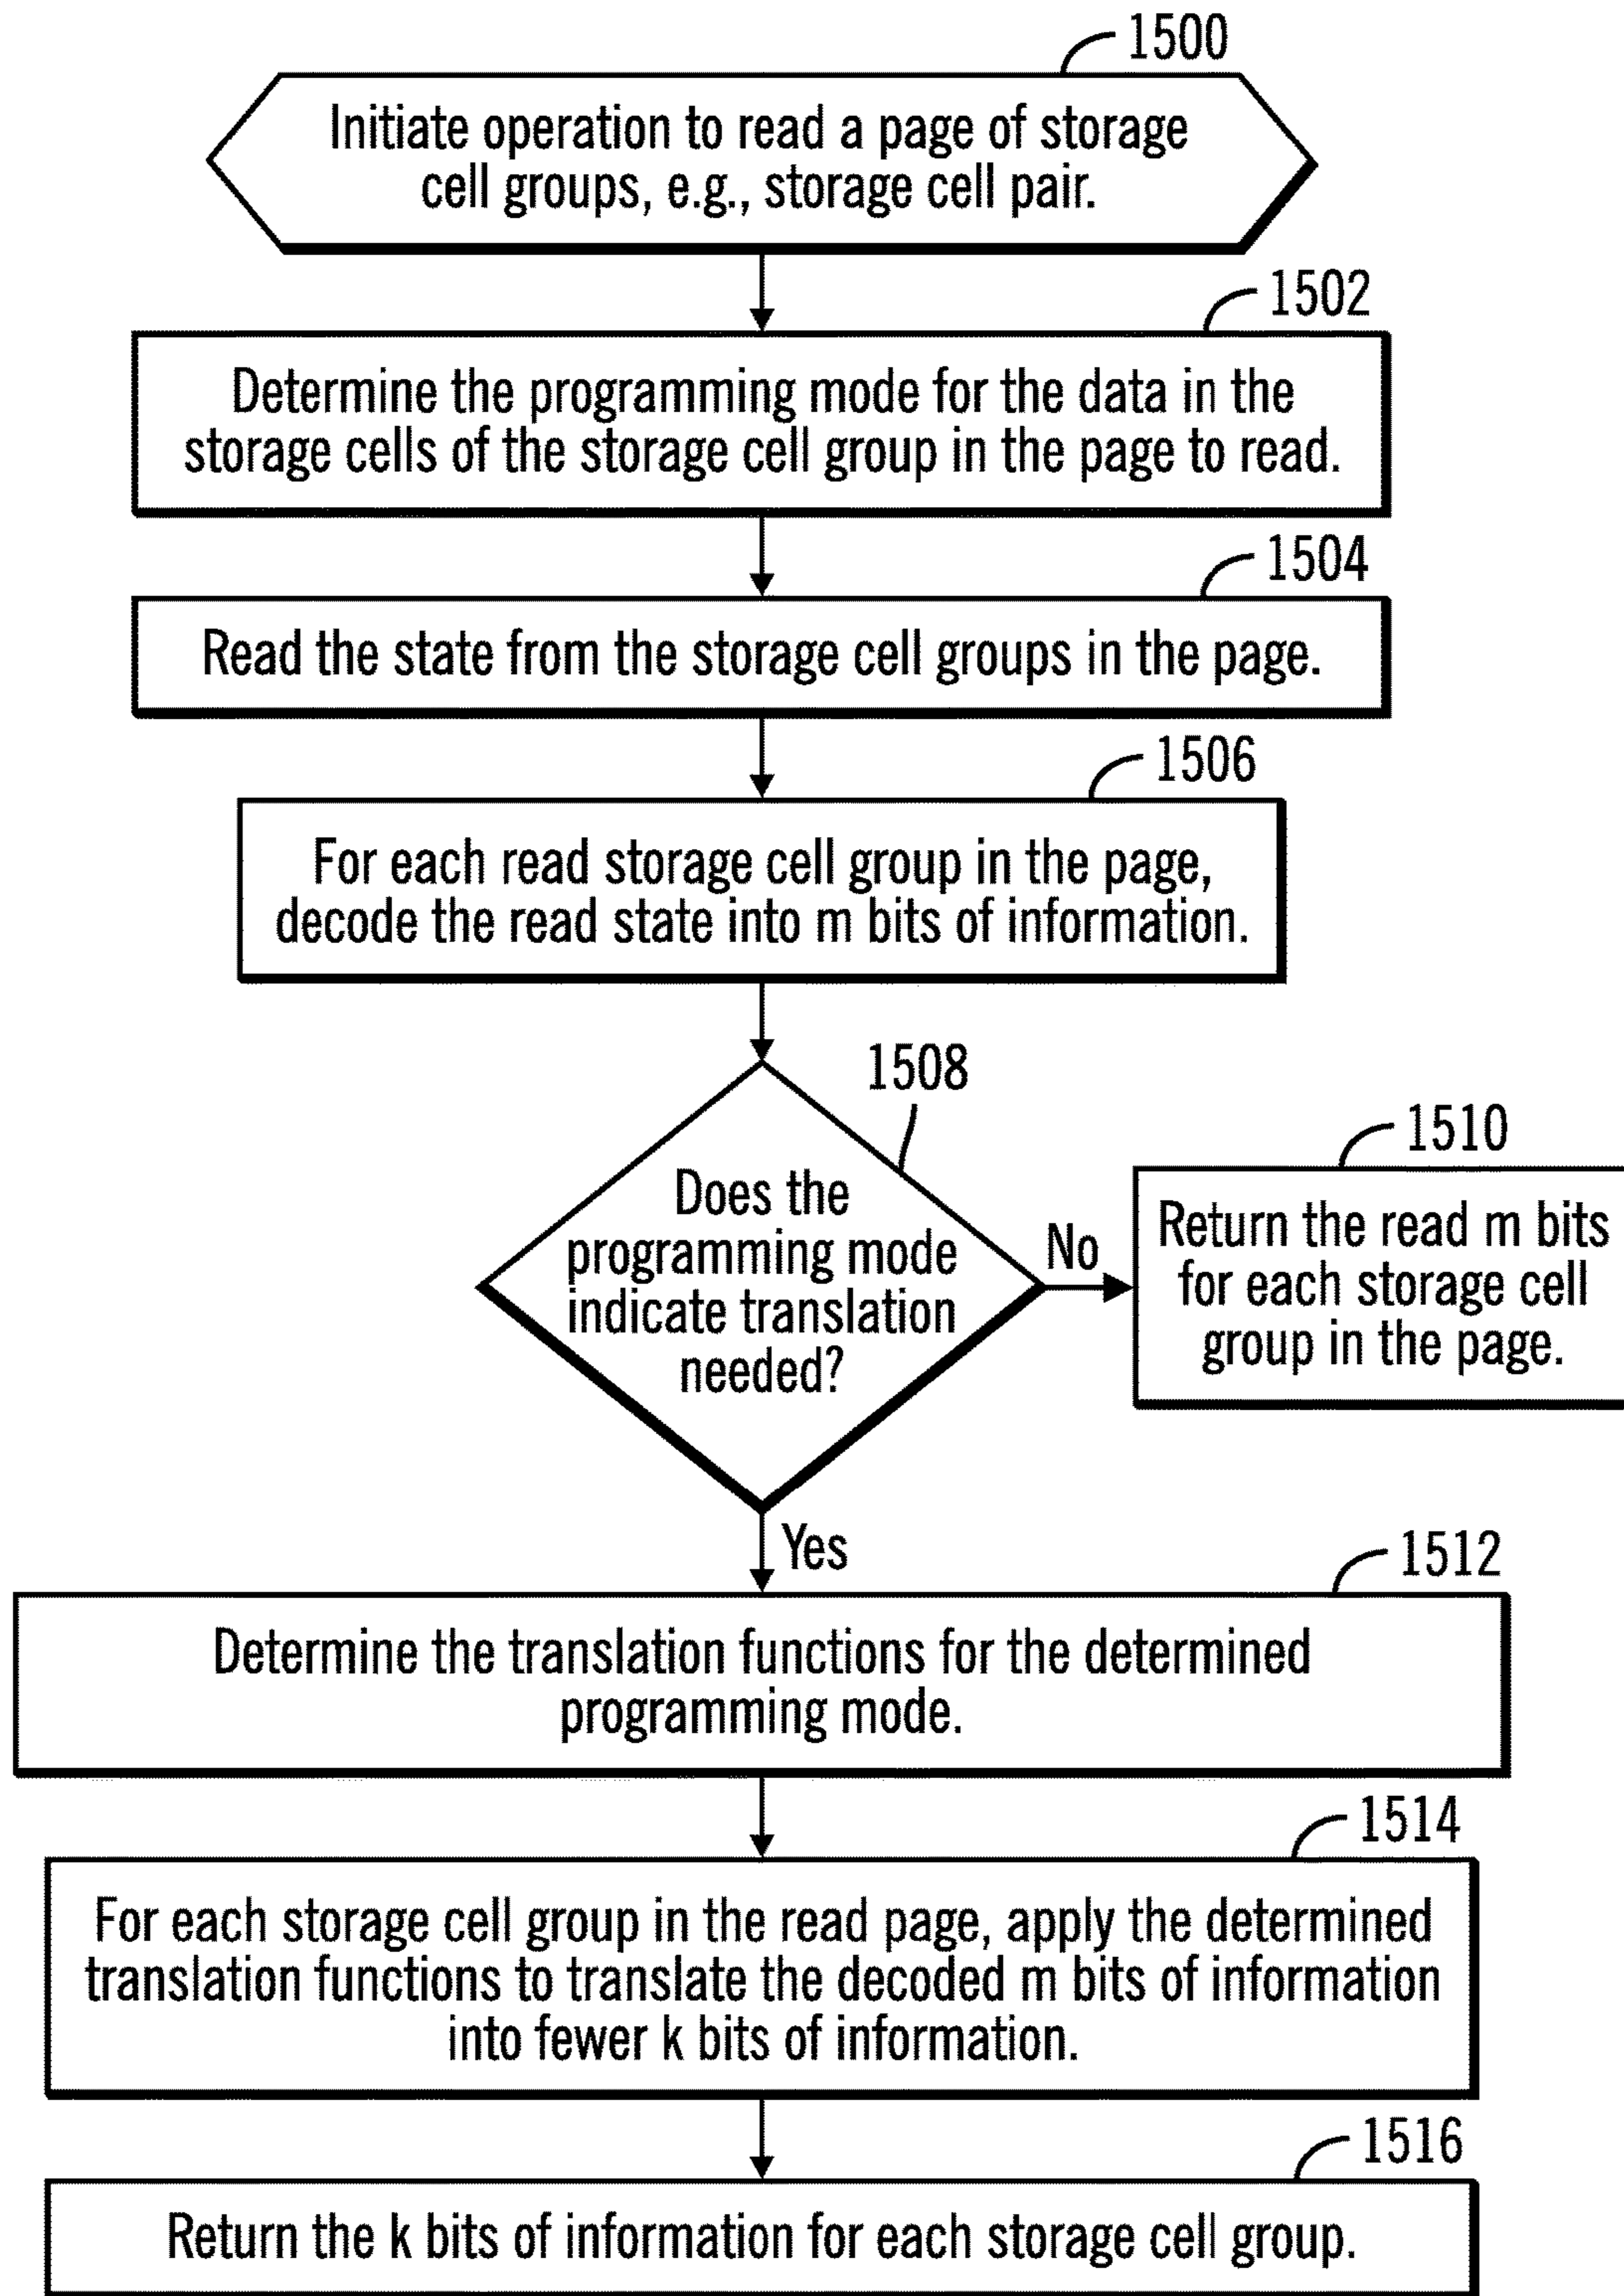 1500
Initiate operation to read a page of storage
cell groups, e.g., storage cell pair.
1502
Determine the programming mode for the data in the
storage cells of the storage cell group in the page to read.
1504
Read the state from the storage cell groups in the page.
1506
For each read storage cell group in the page,
decode the read state into m bits of information.
1508
Does the
programming mode
indicate translation
needed?
No
1510
Return the read m bits
for each storage cell
group in the page.
Yes
1512
Determine the translation functions for the determined
programming mode.
1514
For each storage cell group in the read page, apply the determined
translation functions to translate the decoded m bits of information
into fewer k bits of information.
1516
Return the k bits of information for each storage cell group.